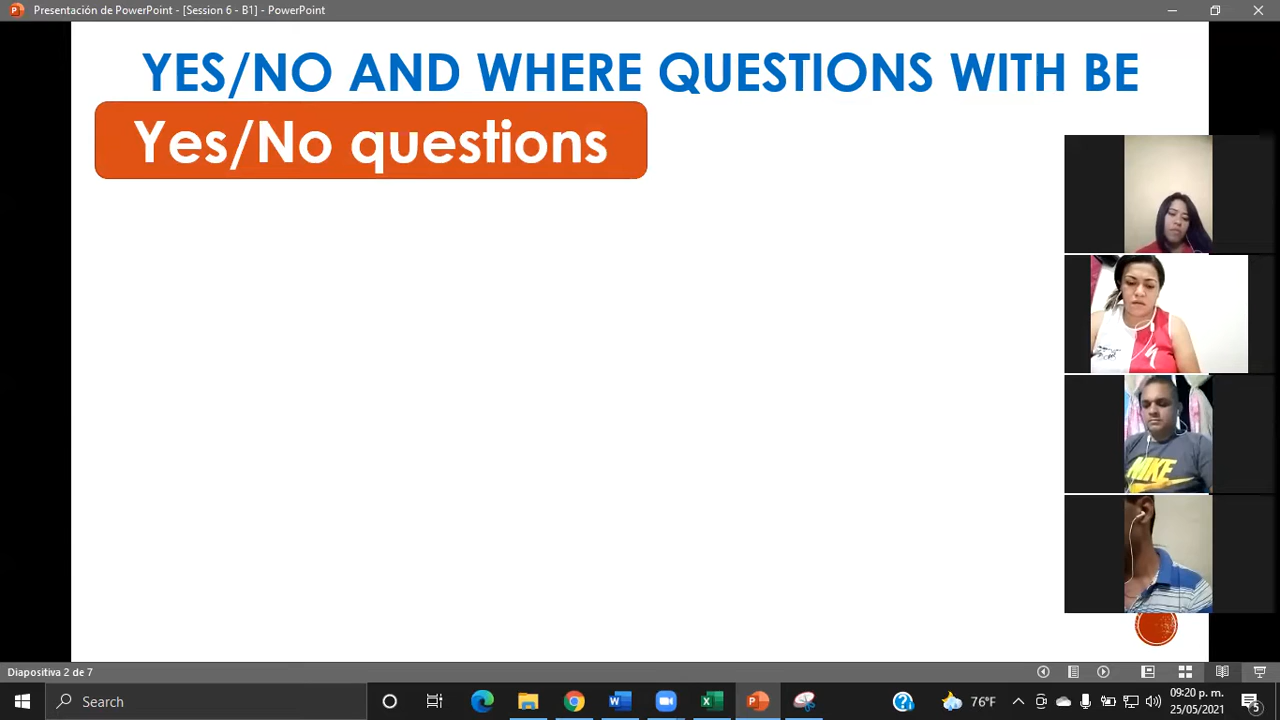 Presentación de PowerPoint - [Session 6 - B1] - PowerPoint
YES/NO AND WHERE QUESTIONS WITH BE
Yes/No questions
NIKE
Diapositiva 2 de 7
Search
76°F
09:20 p. m.
25/05/2021
5